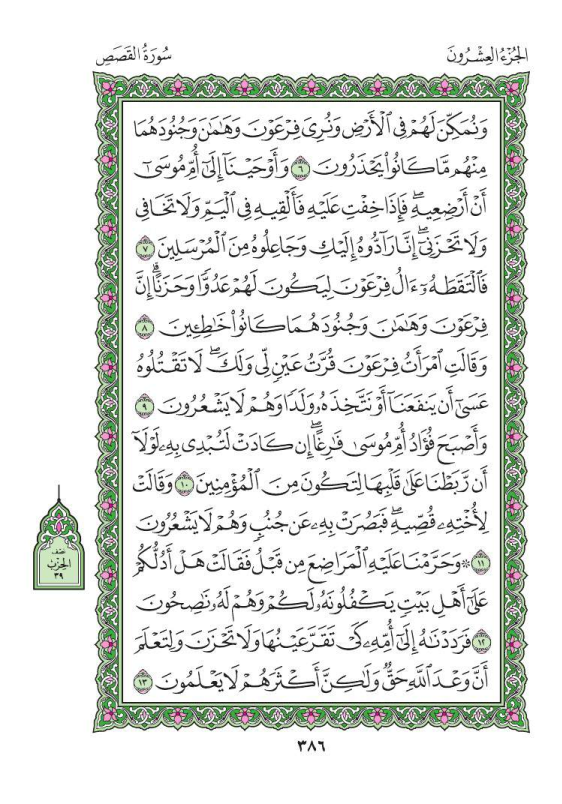 الجُزْءُ العِشْرُونَ
سُورَةُ القَصَصِ
وَنُمَكِّنَ لَهُمْ فِي ٱلْأَرْضِ وَنُرِيَ فِرْعَوْنَ وَهَٰمَٰنَ وَجُنُودَهُمَا
مِنْهُم مَّا كَانُوا۟ يَحْذَرُونَ ٦ وَأَوْحَيْنَآ إِلَىٰٓ أُمِّ مُوسَىٰٓ
أَنْ أَرْضِعِيهِ ۖ فَإِذَا خِفْتِ عَلَيْهِ فَأَلْقِيهِ فِي ٱلْيَمِّ وَلَا تَخَافِي
وَلَا تَحْزَنِيٓ ۖ إِنَّا رَآدُّوهُ إِلَيْكِ وَجَاعِلُوهُ مِنَ ٱلْمُرْسَلِينَ ٧
فَٱلْتَقَطَهُۥٓ ءَالُ فِرْعَوْنَ لِيَكُونَ لَهُمْ عَدُوًّا وَحَزَنًا ۗ إِنَّ
فِرْعَوْنَ وَهَٰمَٰنَ وَجُنُودَهُمَا كَانُوا۟ خَٰطِـِٔينَ ٨
وَقَالَتِ ٱمْرَأَتُ فِرْعَوْنَ قُرَّتُ عَيْنٍ لِّي وَلَكَ ۖ لَا تَقْتُلُوهُ
عَسَىٰٓ أَن يَنفَعَنَآ أَوْ نَتَّخِذَهُۥ وَلَدًا وَهُمْ لَا يَشْعُرُونَ ٩
وَأَصْبَحَ فُؤَادُ أُمِّ مُوسَىٰ فَٰرِغًا ۖ إِن كَادَتْ لَتُبْدِي بِهِۦ لَوْلَآ
أَن رَّبَطْنَا عَلَىٰ قَلْبِهَا لِتَكُونَ مِنَ ٱلْمُؤْمِنِينَ ١٠ وَقَالَتْ
لِأُخْتِهِۦ قُصِّيهِ ۖ فَبَصُرَتْ بِهِۦ عَن جُنُبٍ وَهُمْ لَا يَشْعُرُونَ
١١ ۞ وَحَرَّمْنَا عَلَيْهِ ٱلْمَرَاضِعَ مِن قَبْلُ فَقَالَتْ هَلْ أَدُلُّكُمْ
عَلَىٰٓ أَهْلِ بَيْتٍ يَكْفُلُونَهُۥ لَكُمْ وَهُمْ لَهُۥ نَٰصِحُونَ
١٢ فَرَدَدْنَٰهُ إِلَىٰٓ أُمِّهِۦ كَيْ تَقَرَّ عَيْنُهَا وَلَا تَحْزَنَ وَلِتَعْلَمَ
أَنَّ وَعْدَ ٱللَّهِ حَقٌّ وَلَٰكِنَّ أَكْثَرَهُمْ لَا يَعْلَمُونَ ١٣
نصف
الحِزْب
٣٩
٣٨٦